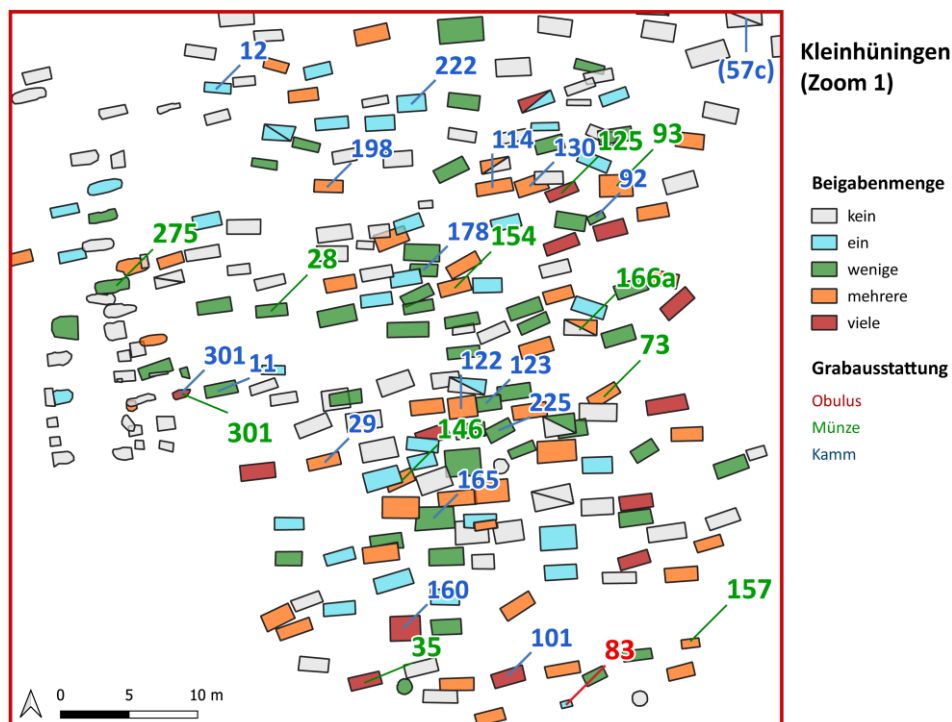 Kleinhüningen
(Zoom 1)
12
222
(57c)
198
114
130
125
93
92
275
28
178
154
166a
301
11
301
122
123
73
29
225
146
165
160
35
101
83
157
0 5 10 m
Beigabenmenge
kein
ein
wenige
mehrere
viele
Grabausstattung
Obulus
Münze
Kamm